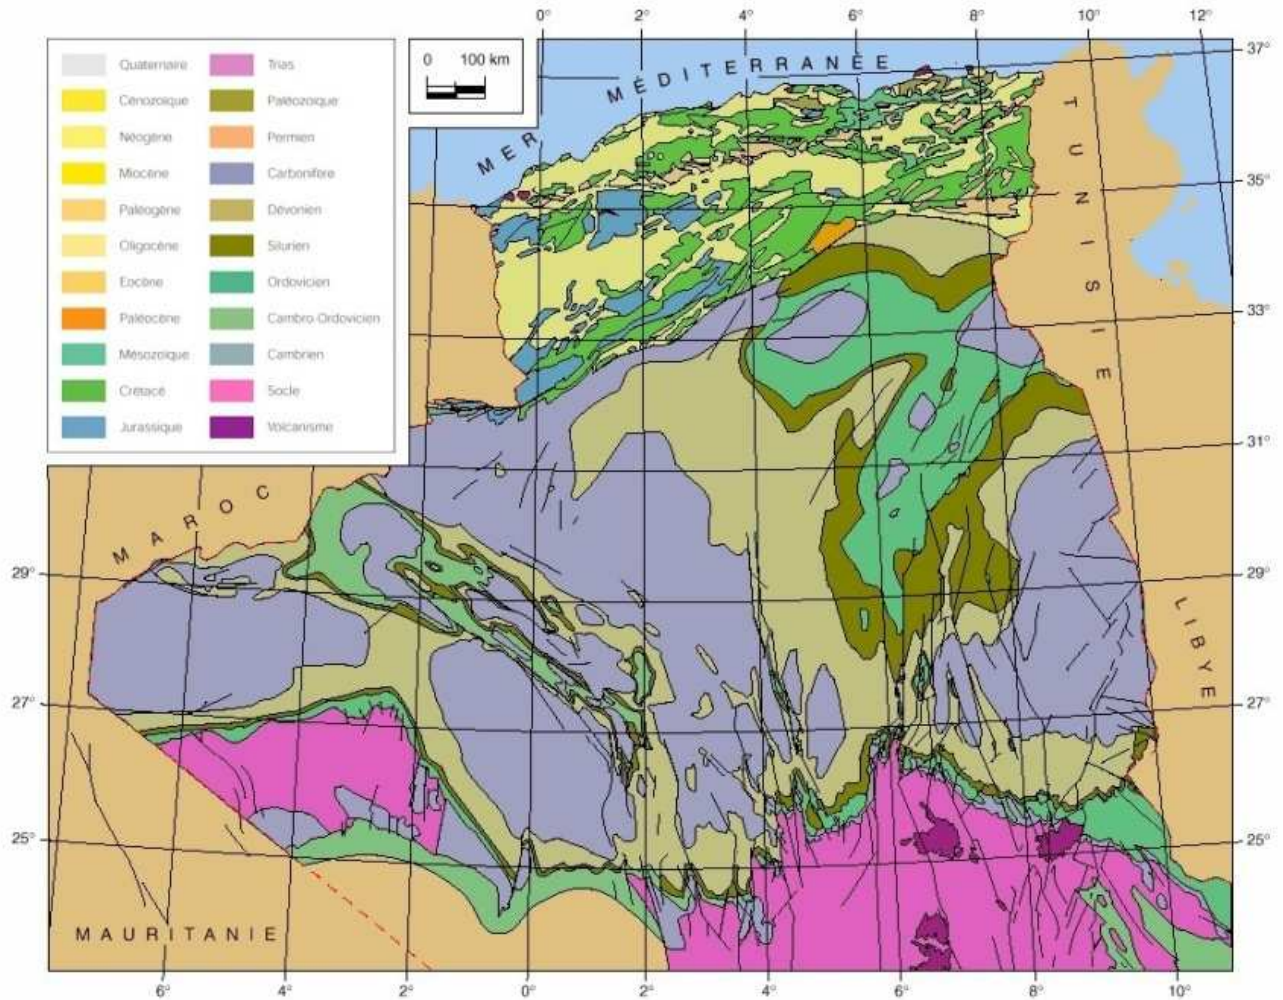 0° 2° 4° 6° 8° 10° 12°
0 100 km
MER MÉDITERRANÉE
37°
35°
33°
31°
29°
27°
25°
Quaternaire
Cénozoïque
Néogène
Miocène
Paléogène
Oligocène
Eocène
Paléocène
Mésozoïque
Crétacé
Jurassique
Trias
Paléozoïque
Permien
Carbonifère
Dévonien
Silurien
Ordovicien
Cambro-Ordovicien
Cambrien
Socle
Volcanisme
TUNISIE
MAROC
LIBYE
29°
27°
25°
MAURITANIE
6° 4° 2° 0° 2° 4° 6° 8° 10°